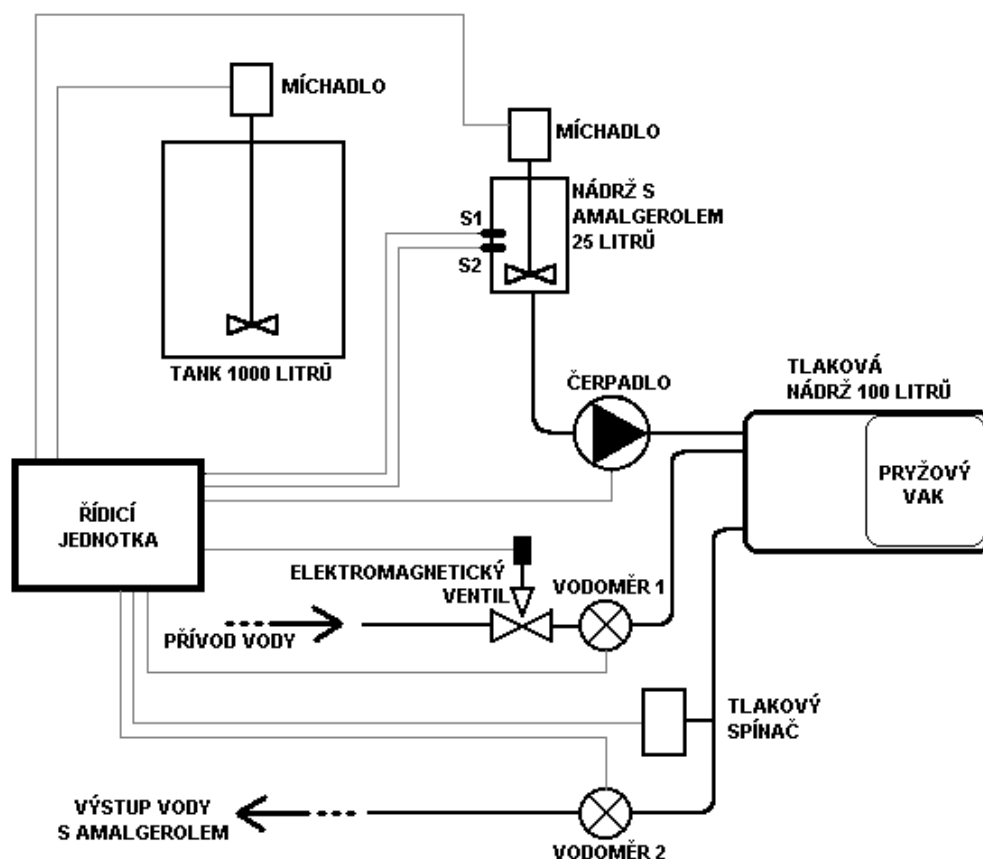 MÍCHADLO
MÍCHADLO
NÁDRŽ S
AMALGEROLEM
25 LITRŮ
S1
S2
TANK 1000 LITRŮ
ČERPADLO
TLAKOVÁ
NÁDRŽ 100 LITRŮ
PRYŽOVÝ
VAK
ŘÍDICÍ
JEDNOTKA
ELEKTROMAGNETICKÝ
VENTIL
VODOMĚR 1
PŘÍVOD VODY
TLAKOVÝ
SPÍNAČ
VÝSTUP VODY
S AMALGEROLEM
VODOMĚR 2